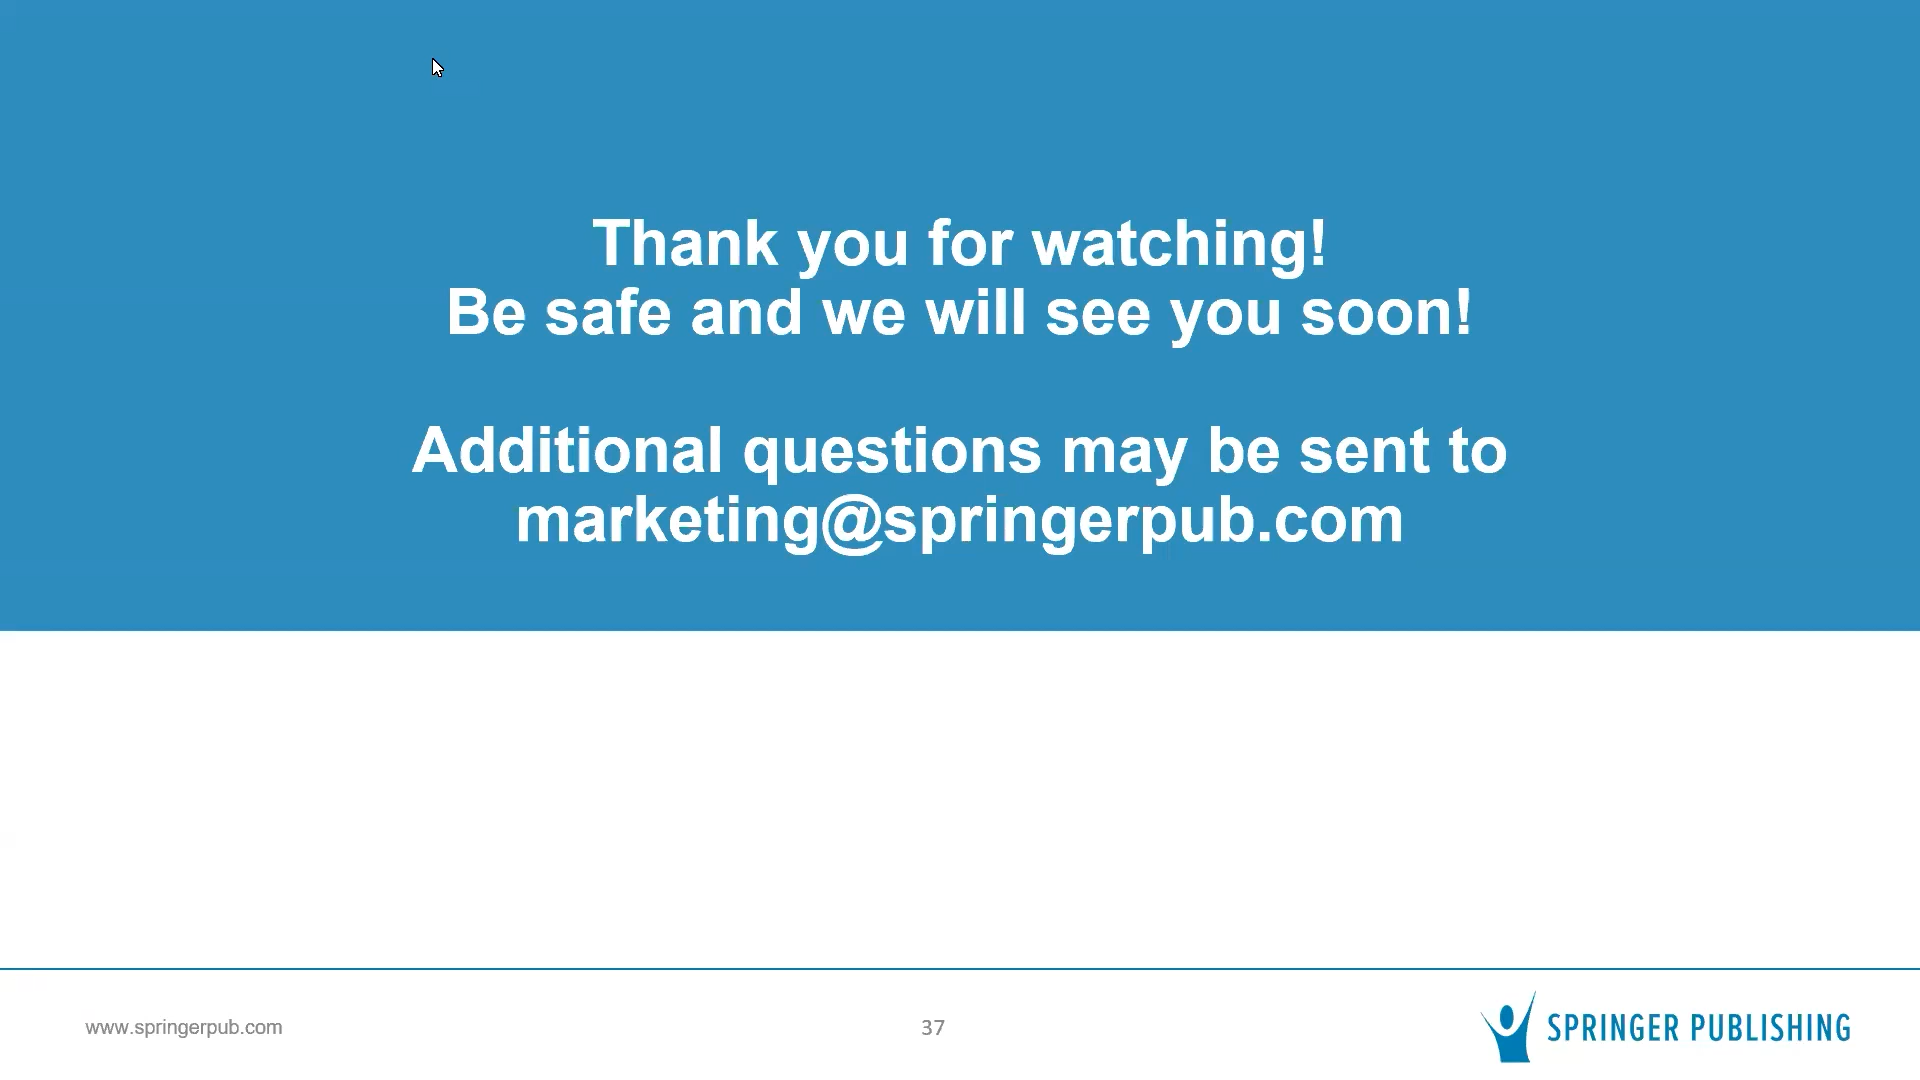 Thank you for watching!
Be safe and we will see you soon!
Additional questions may be sent to
marketing@springerpub.com
www.springerpub.com
37
SPRINGER PUBLISHING